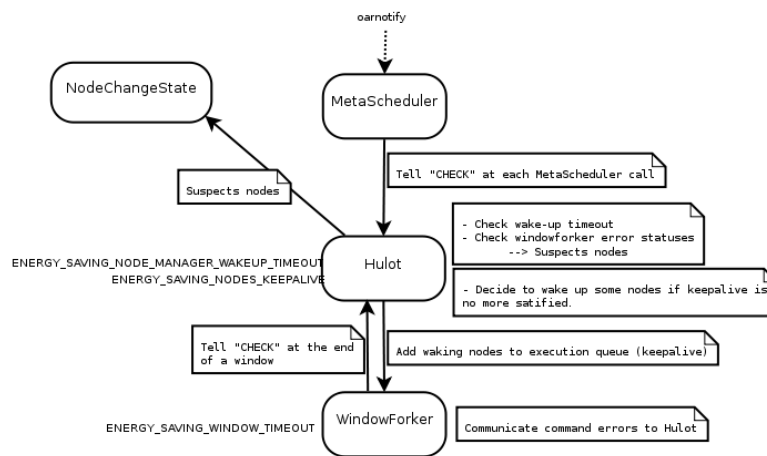 oarnotify
NodeChangeState
MetaScheduler
Tell "CHECK" at each MetaScheduler call
Suspects nodes
- Check wake-up timeout
- Check windowforker error statuses
--> Suspects nodes
ENERGY_SAVING_NODE_MANAGER_WAKEUP_TIMEOUT
ENERGY_SAVING_NODES_KEEPALIVE
Hulot
- Decide to wake up some nodes if keepalive is
no more satified.
Tell "CHECK" at the end
of a window
Add waking nodes to execution queue (keepalive)
ENERGY_SAVING_WINDOW_TIMEOUT
WindowForker
Communicate command errors to Hulot